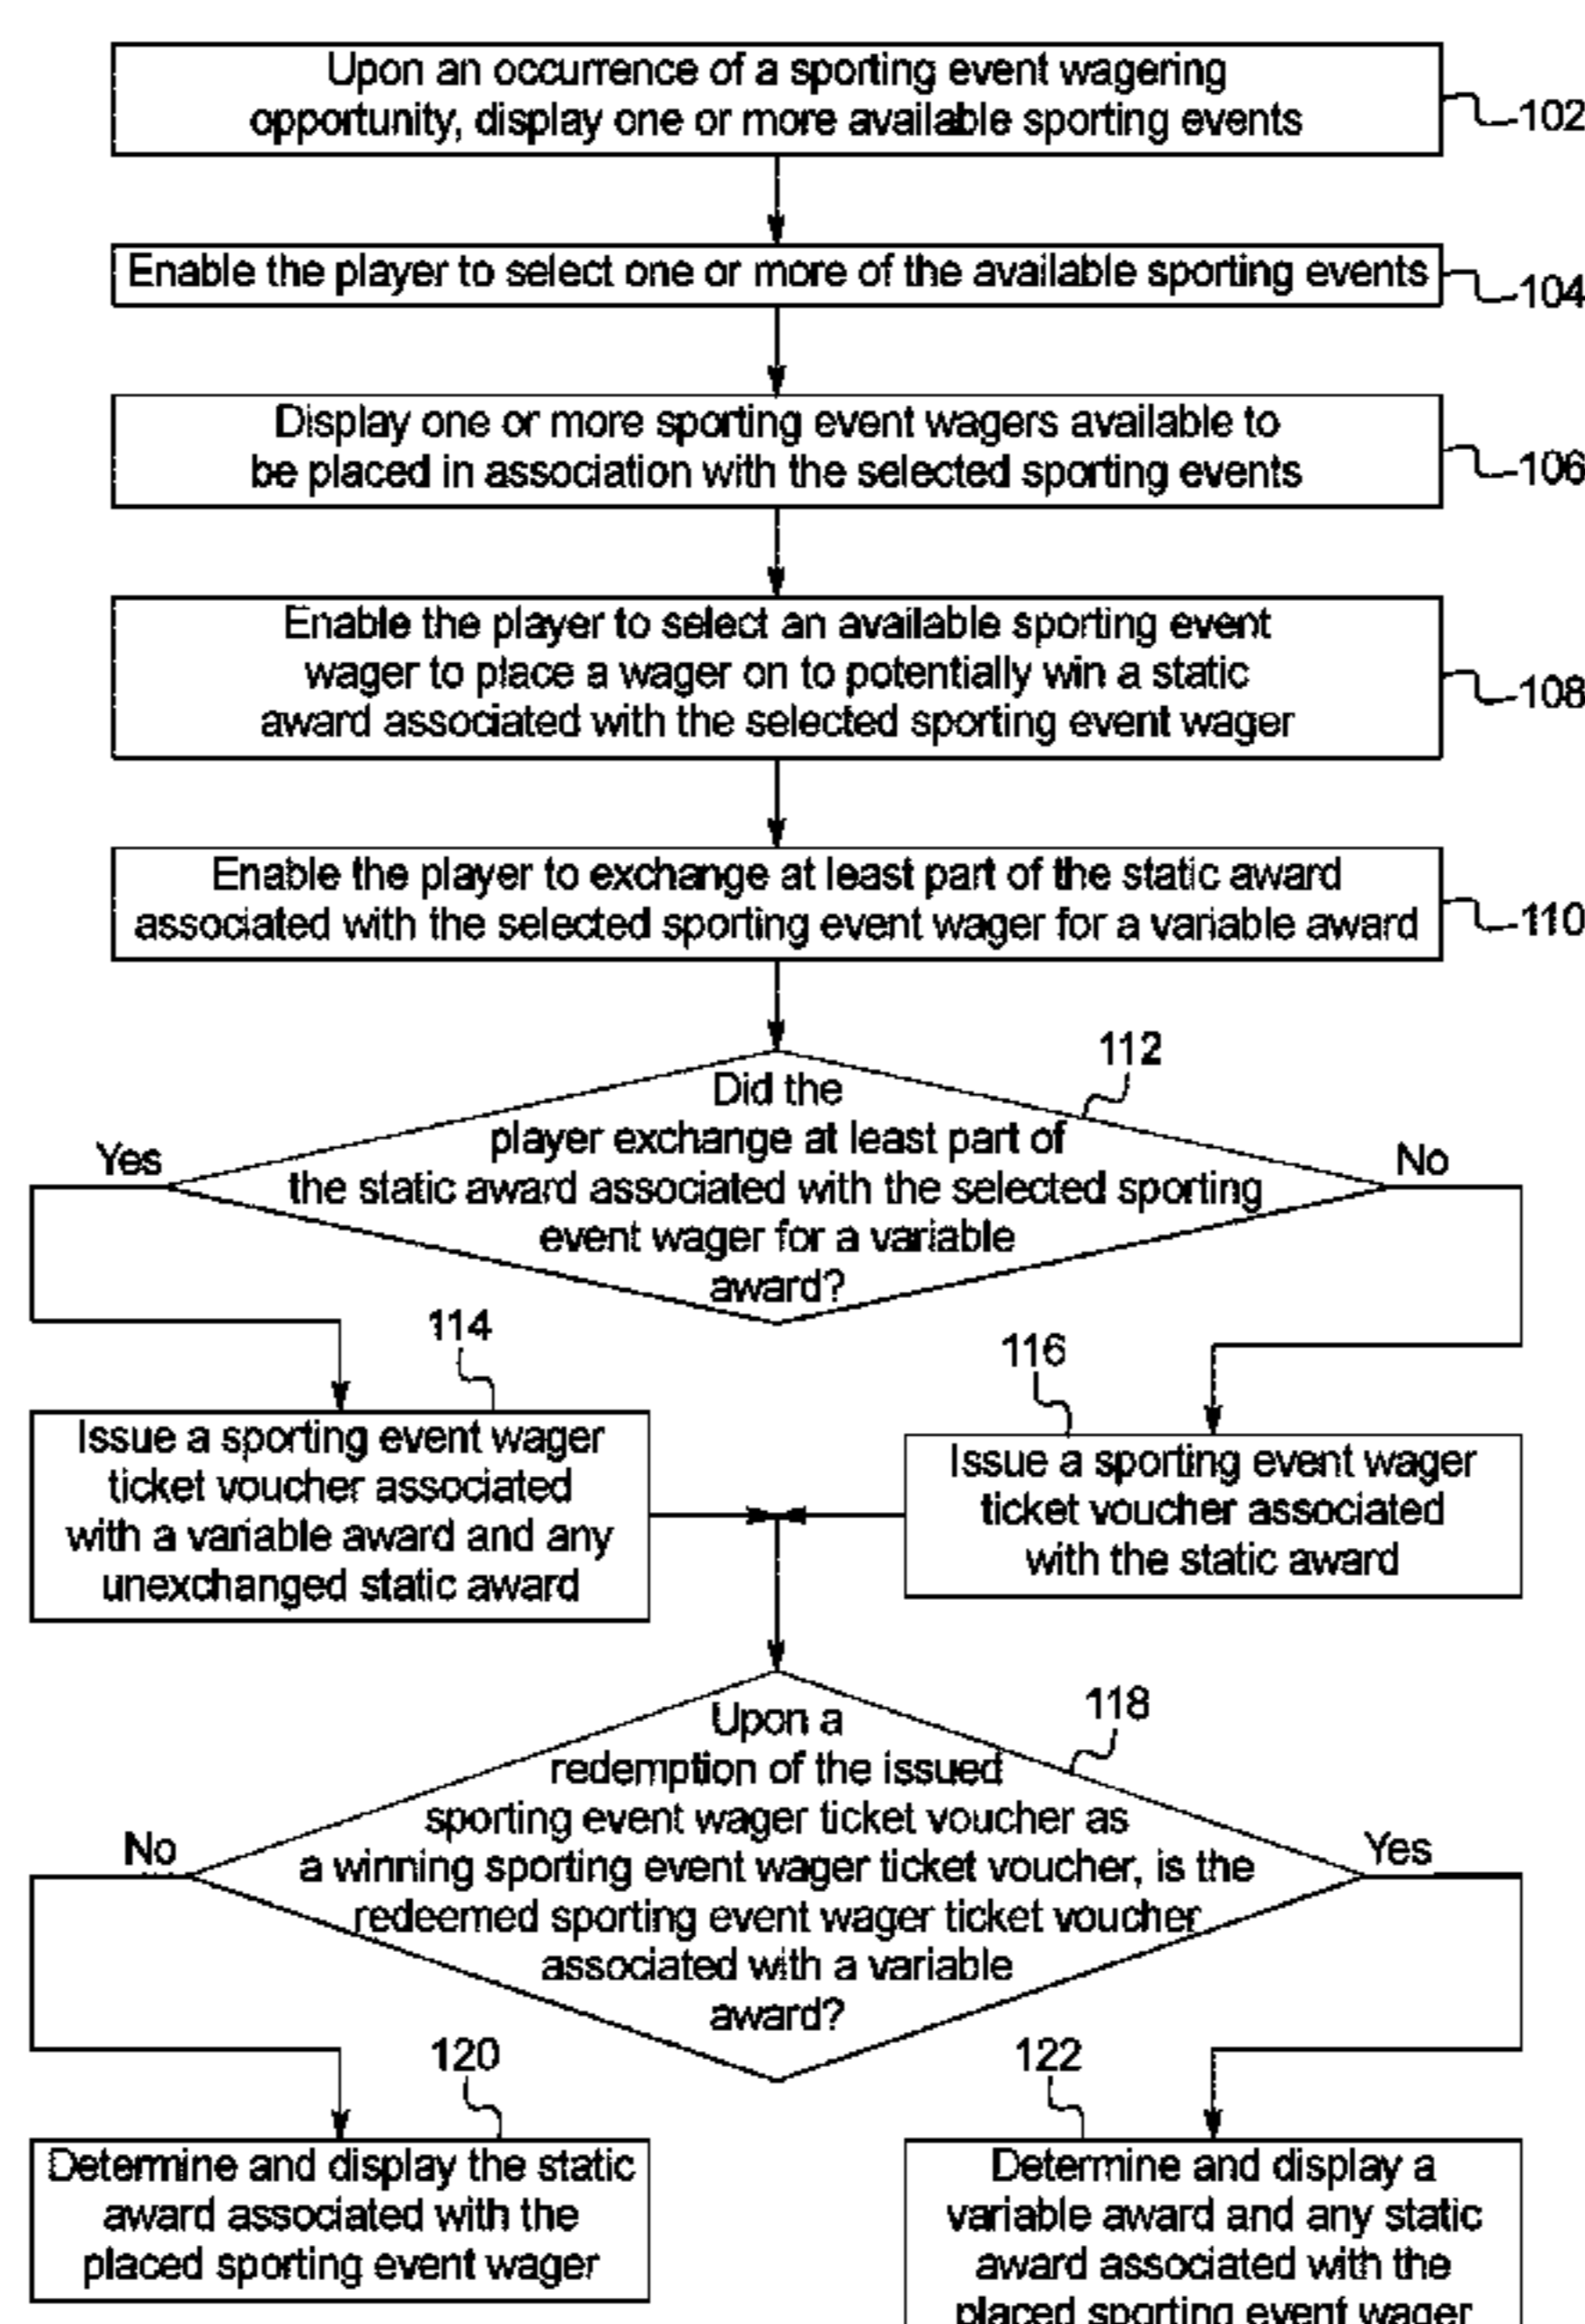 Upon an occurrence of a sporting event wagering
opportunity, display one or more available sporting events
102
Enable the player to select one or more of the available sporting events
104
Display one or more sporting event wagers available to
be placed in association with the selected sporting events
106
Enable the player to select an available sporting event
wager to place a wager on to potentially win a static
award associated with the selected sporting event wager
108
Enable the player to exchange at least part of the static award
associated with the selected sporting event wager for a variable award
110
112
Did the
player exchange at least part of
the static award associated with the selected sporting
event wager for a variable
award?
Yes
No
114
Issue a sporting event wager
ticket voucher associated
with a variable award and any
unexchanged static award
116
Issue a sporting event wager
ticket voucher associated
with the static award
118
Upon a
redemption of the issued
sporting event wager ticket voucher as
a winning sporting event wager ticket voucher, is the
redeemed sporting event wager ticket voucher
associated with a variable
award?
No
Yes
120
Determine and display the static
award associated with the
placed sporting event wager
122
Determine and display a
variable award and any static
award associated with the
placed sporting event wager